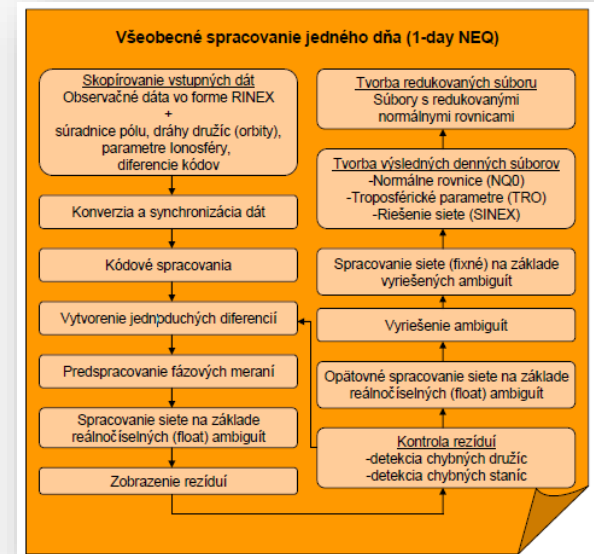 Všeobecné spracovanie jedného dňa (1-day NEQ)
Skopírovanie vstupných dát
Observačné dáta vo forme RINEX
+
súradnice pólu, dráhy družíc (orbity),
parametre Ionosféry,
diferencie kódov
Konverzia a synchronizácia dát
Kódové spracovania
Vytvorenie jednoduchých diferencií
Predspracovanie fázových meraní
Spracovanie siete na základe
reálnočíselných (float) ambiguít
Zobrazenie rezíduí
Kontrola rezíduí
-detekcia chybných družíc
-detekcia chybných staníc
Opätovné spracovanie siete na základe
reálnočíselných (float) ambiguít
Vyriešenie ambiguít
Spracovanie siete (fixné) na základe
vyriešených ambiguít
Tvorba výsledných denných súborov
-Normálne rovnice (NQ0)
-Troposférické parametre (TRO)
-Riešenie siete (SINEX)
Tvorba redukovaných súboru
Súbory s redukovanými
normálnymi rovnicami